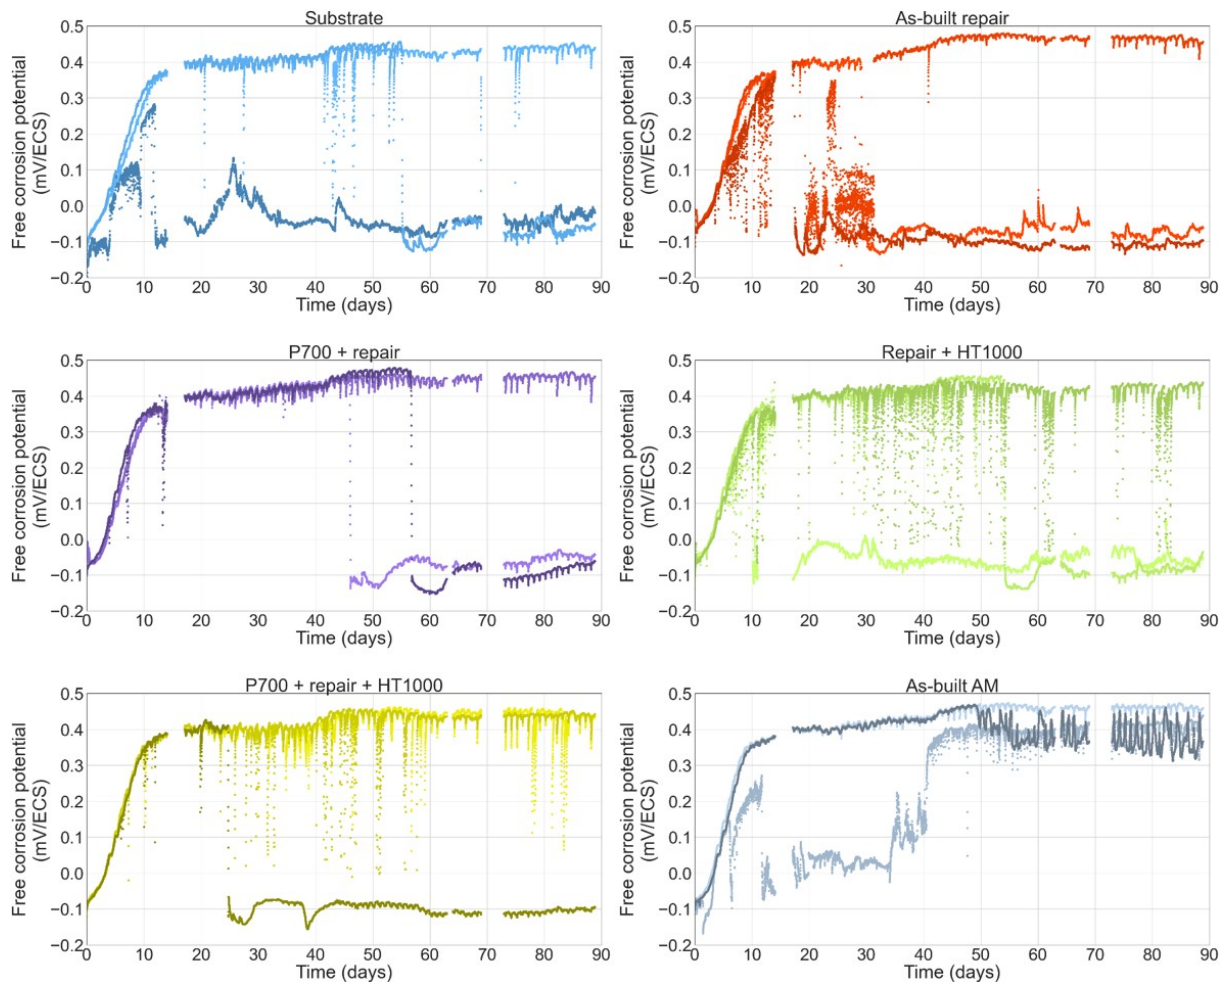 Substrate
Free corrosion potential
(mV/ECS)
0.5
0.4
0.3
0.2
0.1
0.0
−0.1
−0.2
0 10 20 30 40 50 60 70 80 90
Time (days)
As-built repair
Free corrosion potential
(mV/ECS)
0.5
0.4
0.3
0.2
0.1
0.0
−0.1
−0.2
0 10 20 30 40 50 60 70 80 90
Time (days)
P700 + repair
Free corrosion potential
(mV/ECS)
0.5
0.4
0.3
0.2
0.1
0.0
−0.1
−0.2
0 10 20 30 40 50 60 70 80 90
Time (days)
Repair + HT1000
Free corrosion potential
(mV/ECS)
0.5
0.4
0.3
0.2
0.1
0.0
−0.1
−0.2
0 10 20 30 40 50 60 70 80 90
Time (days)
P700 + repair + HT1000
Free corrosion potential
(mV/ECS)
0.5
0.4
0.3
0.2
0.1
0.0
−0.1
−0.2
0 10 20 30 40 50 60 70 80 90
Time (days)
As-built AM
Free corrosion potential
(mV/ECS)
0.5
0.4
0.3
0.2
0.1
0.0
−0.1
−0.2
0 10 20 30 40 50 60 70 80 90
Time (days)